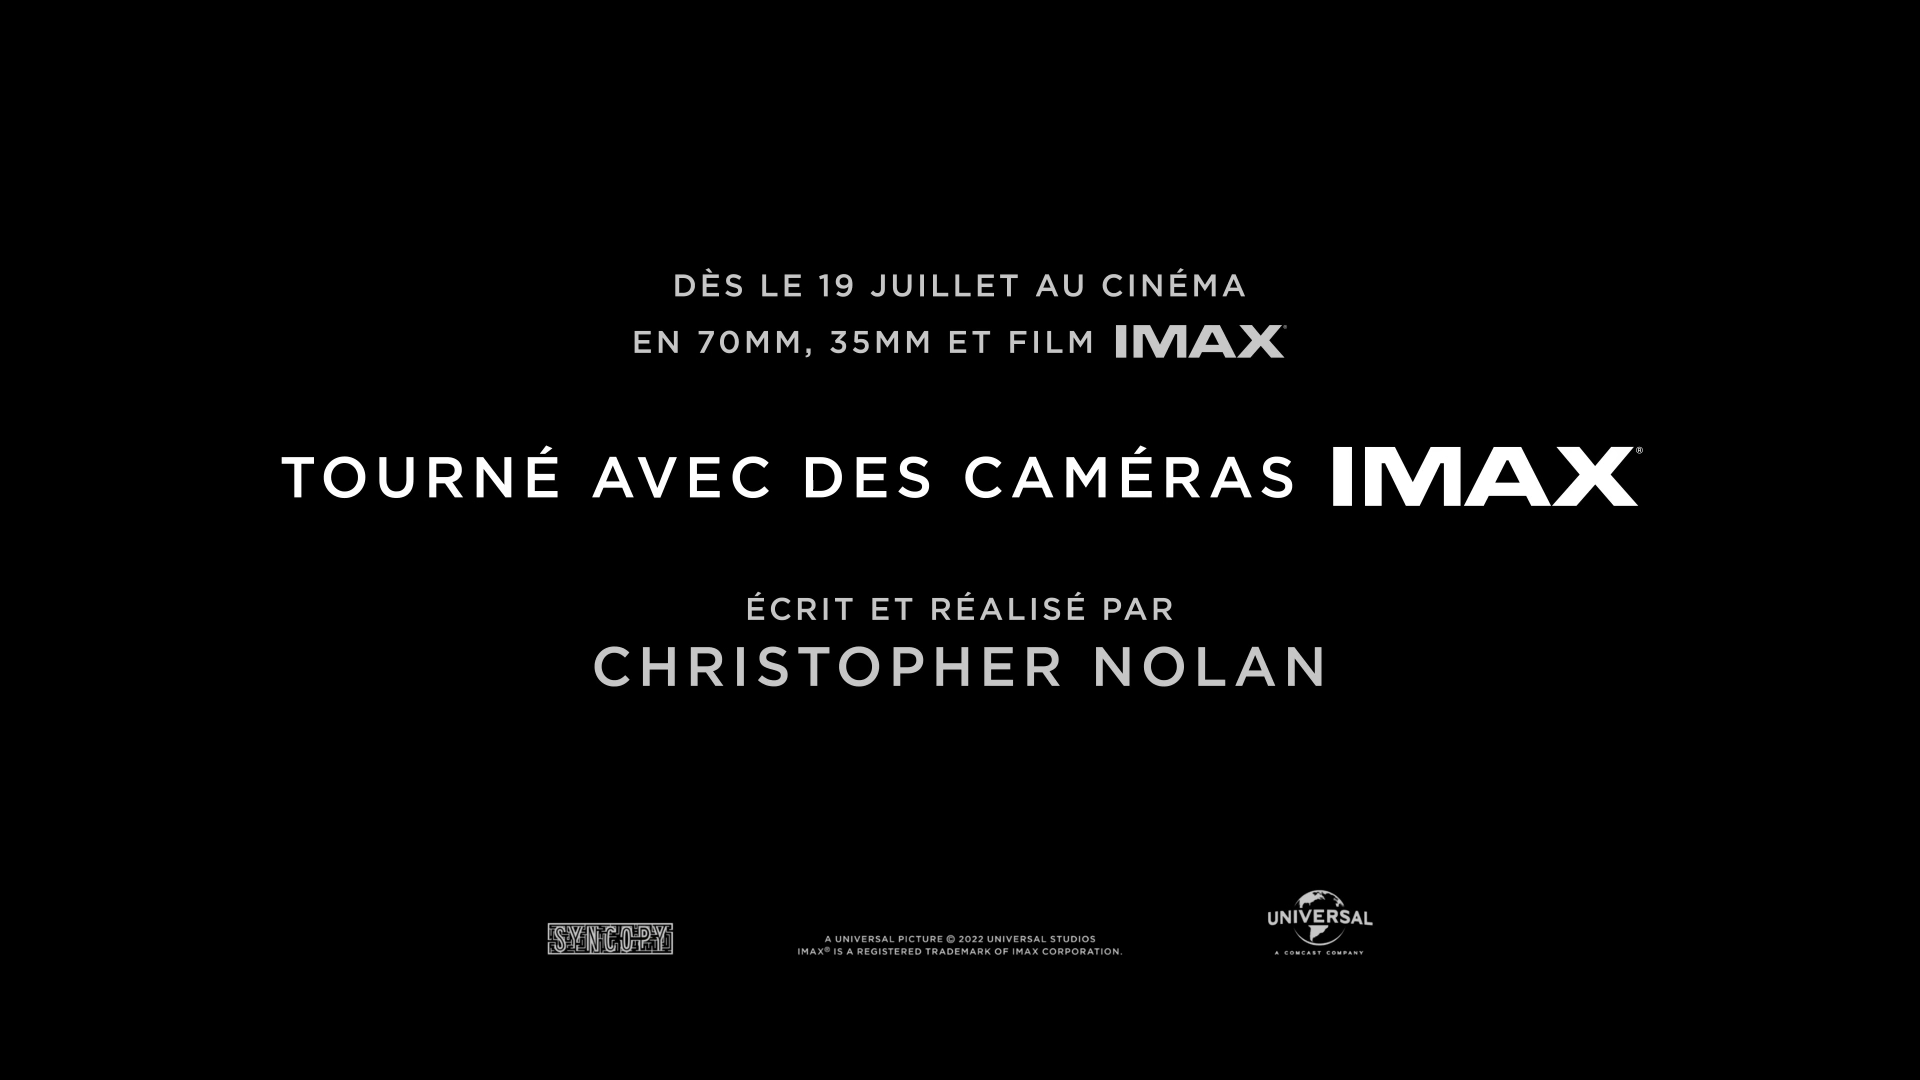 DÈS LE 19 JUILLET AU CINÉMA
EN 70MM, 35MM ET FILM IMAX®
TOURNÉ AVEC DES CAMÉRAS IMAX®
ÉCRIT ET RÉALISÉ PAR
CHRISTOPHER NOLAN
SYNCOPY
A UNIVERSAL PICTURE © 2022 UNIVERSAL STUDIOS
IMAX® IS A REGISTERED TRADEMARK OF IMAX CORPORATION.
UNIVERSAL
A COMCAST COMPANY